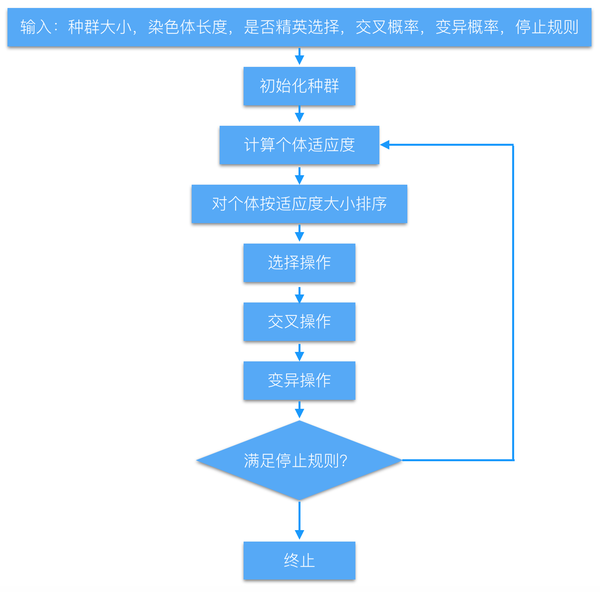 输入：种群大小，染色体长度，是否精英选择，交叉概率，变异概率，停止规则
初始化种群
计算个体适应度
对个体按适应度大小排序
选择操作
交叉操作
变异操作
满足停止规则？
终止